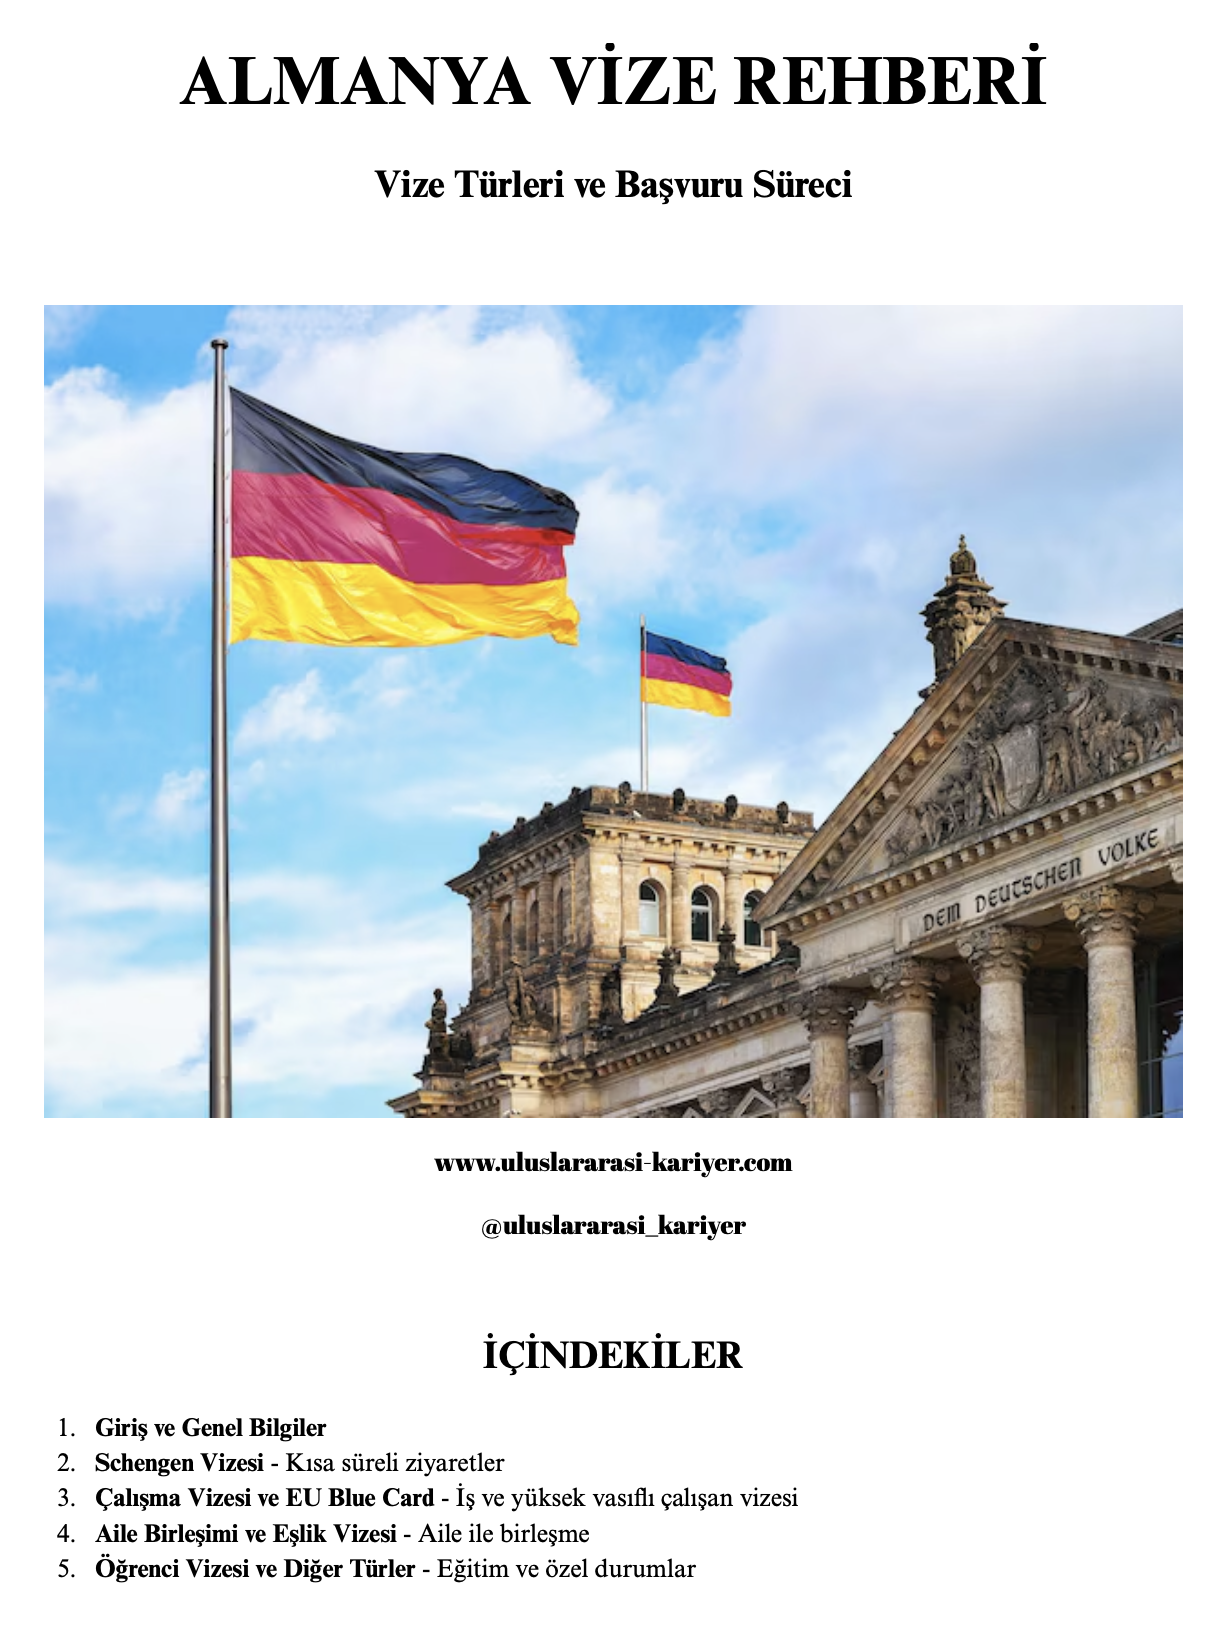 ALMANYA VİZE REHBERİ
Vize Türleri ve Başvuru Süreci
DEM DEUTSCHEN VOLKE
www.uluslararasi-kariyer.com
@uluslararasi_kariyer
İÇİNDEKİLER
1. Giriş ve Genel Bilgiler
2. Schengen Vizesi - Kısa süreli ziyaretler
3. Çalışma Vizesi ve EU Blue Card - İş ve yüksek vasıflı çalışan vizesi
4. Aile Birleşimi ve Eşlik Vizesi - Aile ile birleşme
5. Öğrenci Vizesi ve Diğer Türler - Eğitim ve özel durumlar